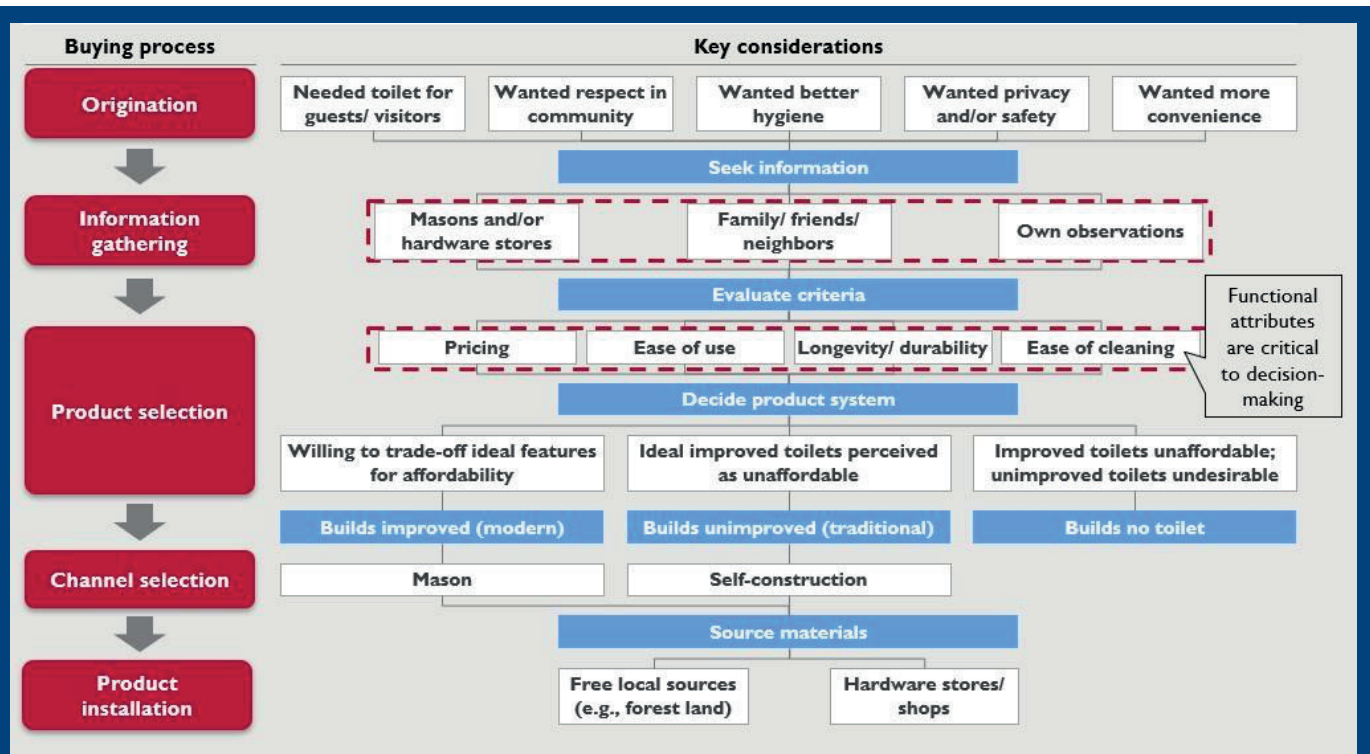 Buying process
Key considerations
Origination
Needed toilet for
guests/ visitors
Wanted respect in
community
Wanted better
hygiene
Wanted privacy
and/or safety
Wanted more
convenience
Seek information
Information
gathering
Masons and/or
hardware stores
Family/ friends/
neighbors
Own observations
Evaluate criteria
Functional
attributes
are critical
to decision-
making
Product selection
Pricing
Ease of use
Longevity/ durability
Ease of cleaning
Decide product system
Willing to trade-off ideal features
for affordability
Ideal improved toilets perceived
as unaffordable
Improved toilets unaffordable;
unimproved toilets undesirable
Builds improved (modern)
Builds unimproved (traditional)
Builds no toilet
Channel selection
Mason
Self-construction
Source materials
Product
installation
Free local sources
(e.g., forest land)
Hardware stores/
shops